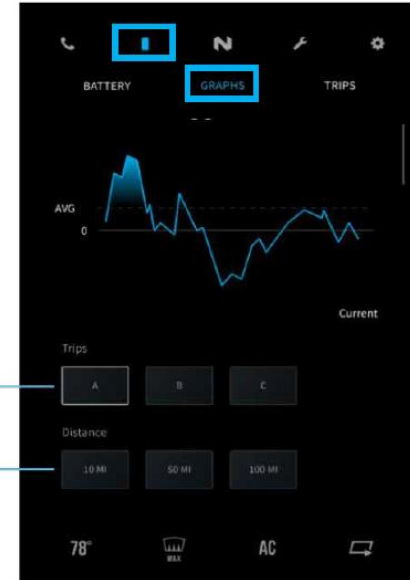 BATTERY GRAPHS TRIPS
AVG
0
Current
Trips
A B C
Distance
10 MI 50 MI 100 MI
78° MAX AC